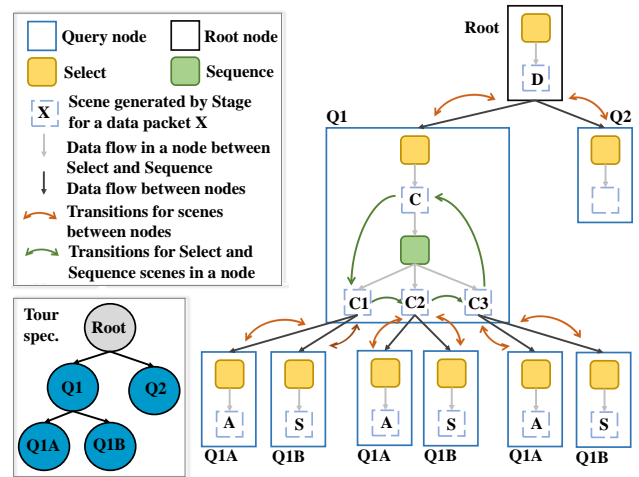 Query node
Root node
Select
Sequence
X
Scene generated by Stage
for a data packet X
Data flow in a node between
Select and Sequence
Data flow between nodes
Transitions for scenes
between nodes
Transitions for Select and
Sequence scenes in a node
Tour
spec.
Root
Q1
Q2
Q1A
Q1B
Root
D
Q1
Q2
C
C1
C2
C3
A
S
A
S
A
S
Q1A
Q1B
Q1A
Q1B
Q1A
Q1B